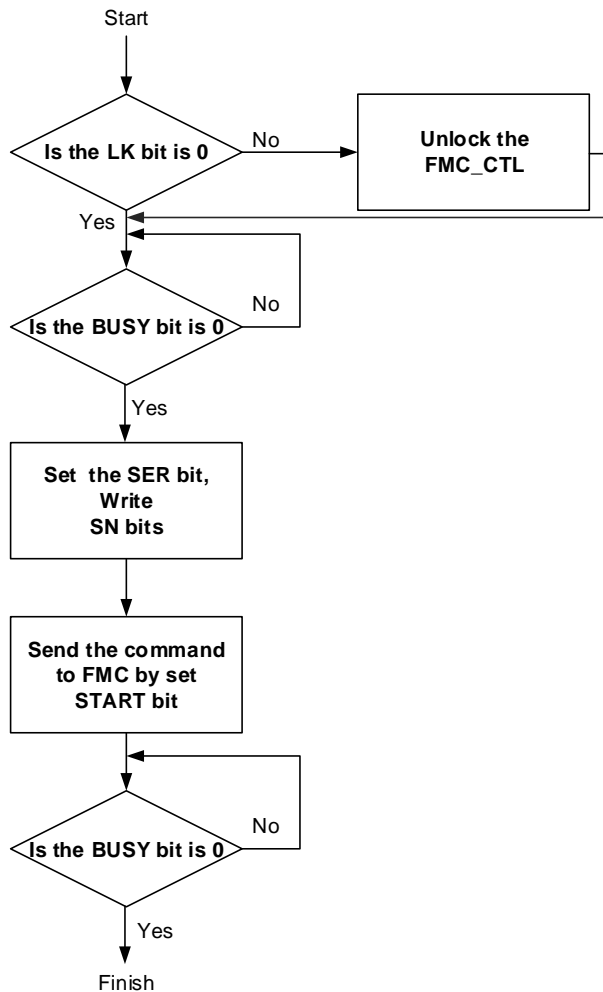 Start
Is the LK bit is 0
No
Unlock the
FMC_CTL
Yes
Is the BUSY bit is 0
No
Yes
Set the SER bit,
Write
SN bits
Send the command
to FMC by set
START bit
Is the BUSY bit is 0
No
Yes
Finish